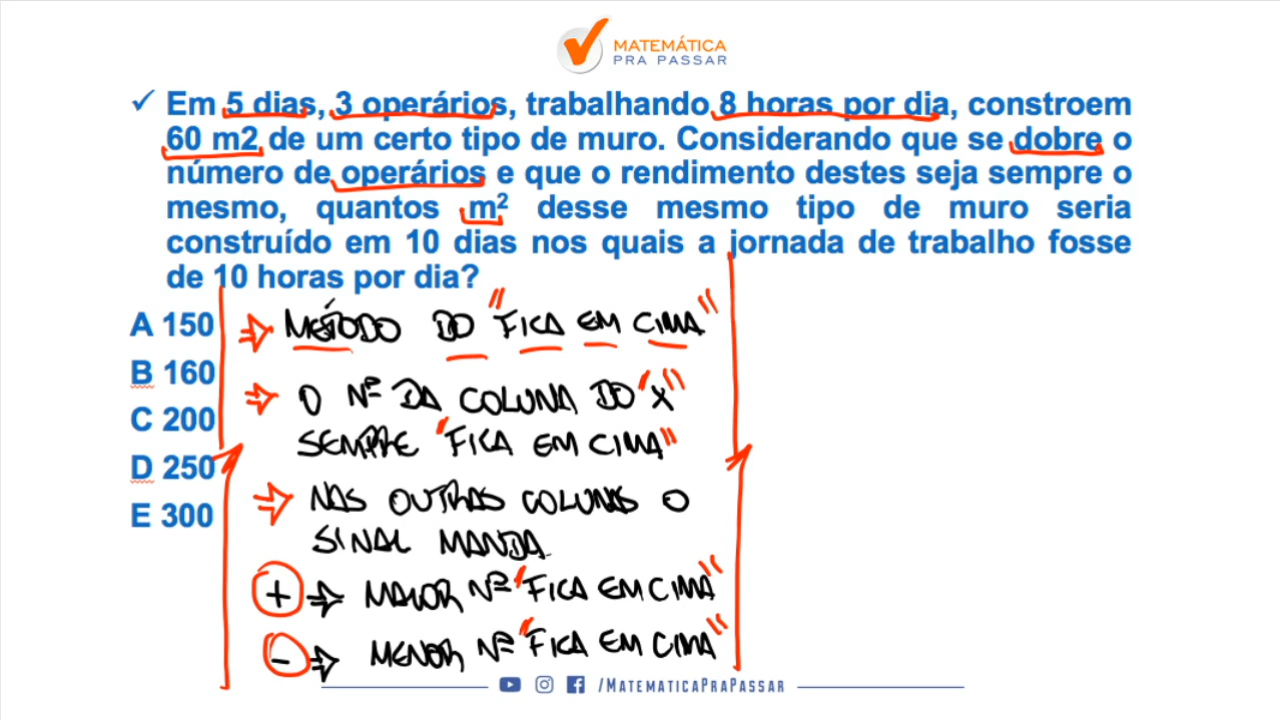 MATEMÁTICA
PRA PASSAR
✓ Em 5 dias, 3 operários, trabalhando 8 horas por dia, constroem
60 m2 de um certo tipo de muro. Considerando que se dobre o
número de operários e que o rendimento destes seja sempre o
mesmo, quantos m² desse mesmo tipo de muro seria
construído em 10 dias nos quais a jornada de trabalho fosse
de 10 horas por dia?
A 150
B 160
C 200
D 250
E 300
⇒ MÉTODO DO "FICA EM CIMA"
⇒ O Nº DA COLUNA DO "X"
SEMPRE "FICA EM CIMA"
⇒ NAS OUTRAS COLUNAS O
SINAL MANDA.
+ ⇒ MAIOR Nº "FICA EM CIMA"
- ⇒ MENOR Nº "FICA EM CIMA"
/MATEMATICAPRAPASSAR